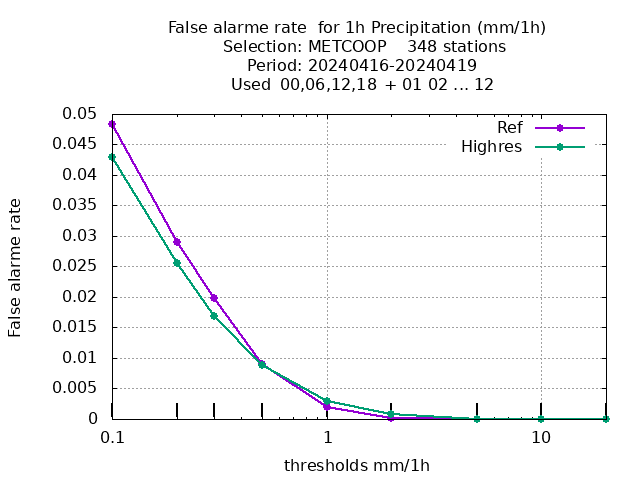 False alarme rate  for 1h Precipitation (mm/1h)
Selection: METCOOP    348 stations
Period: 20240416-20240419
Used  00,06,12,18  + 01 02 ... 12
Ref
Highres
0.05
0.045
0.04
0.035
0.03
0.025
0.02
0.015
0.01
0.005
0
False alarme rate
0.1
1
10
thresholds mm/1h